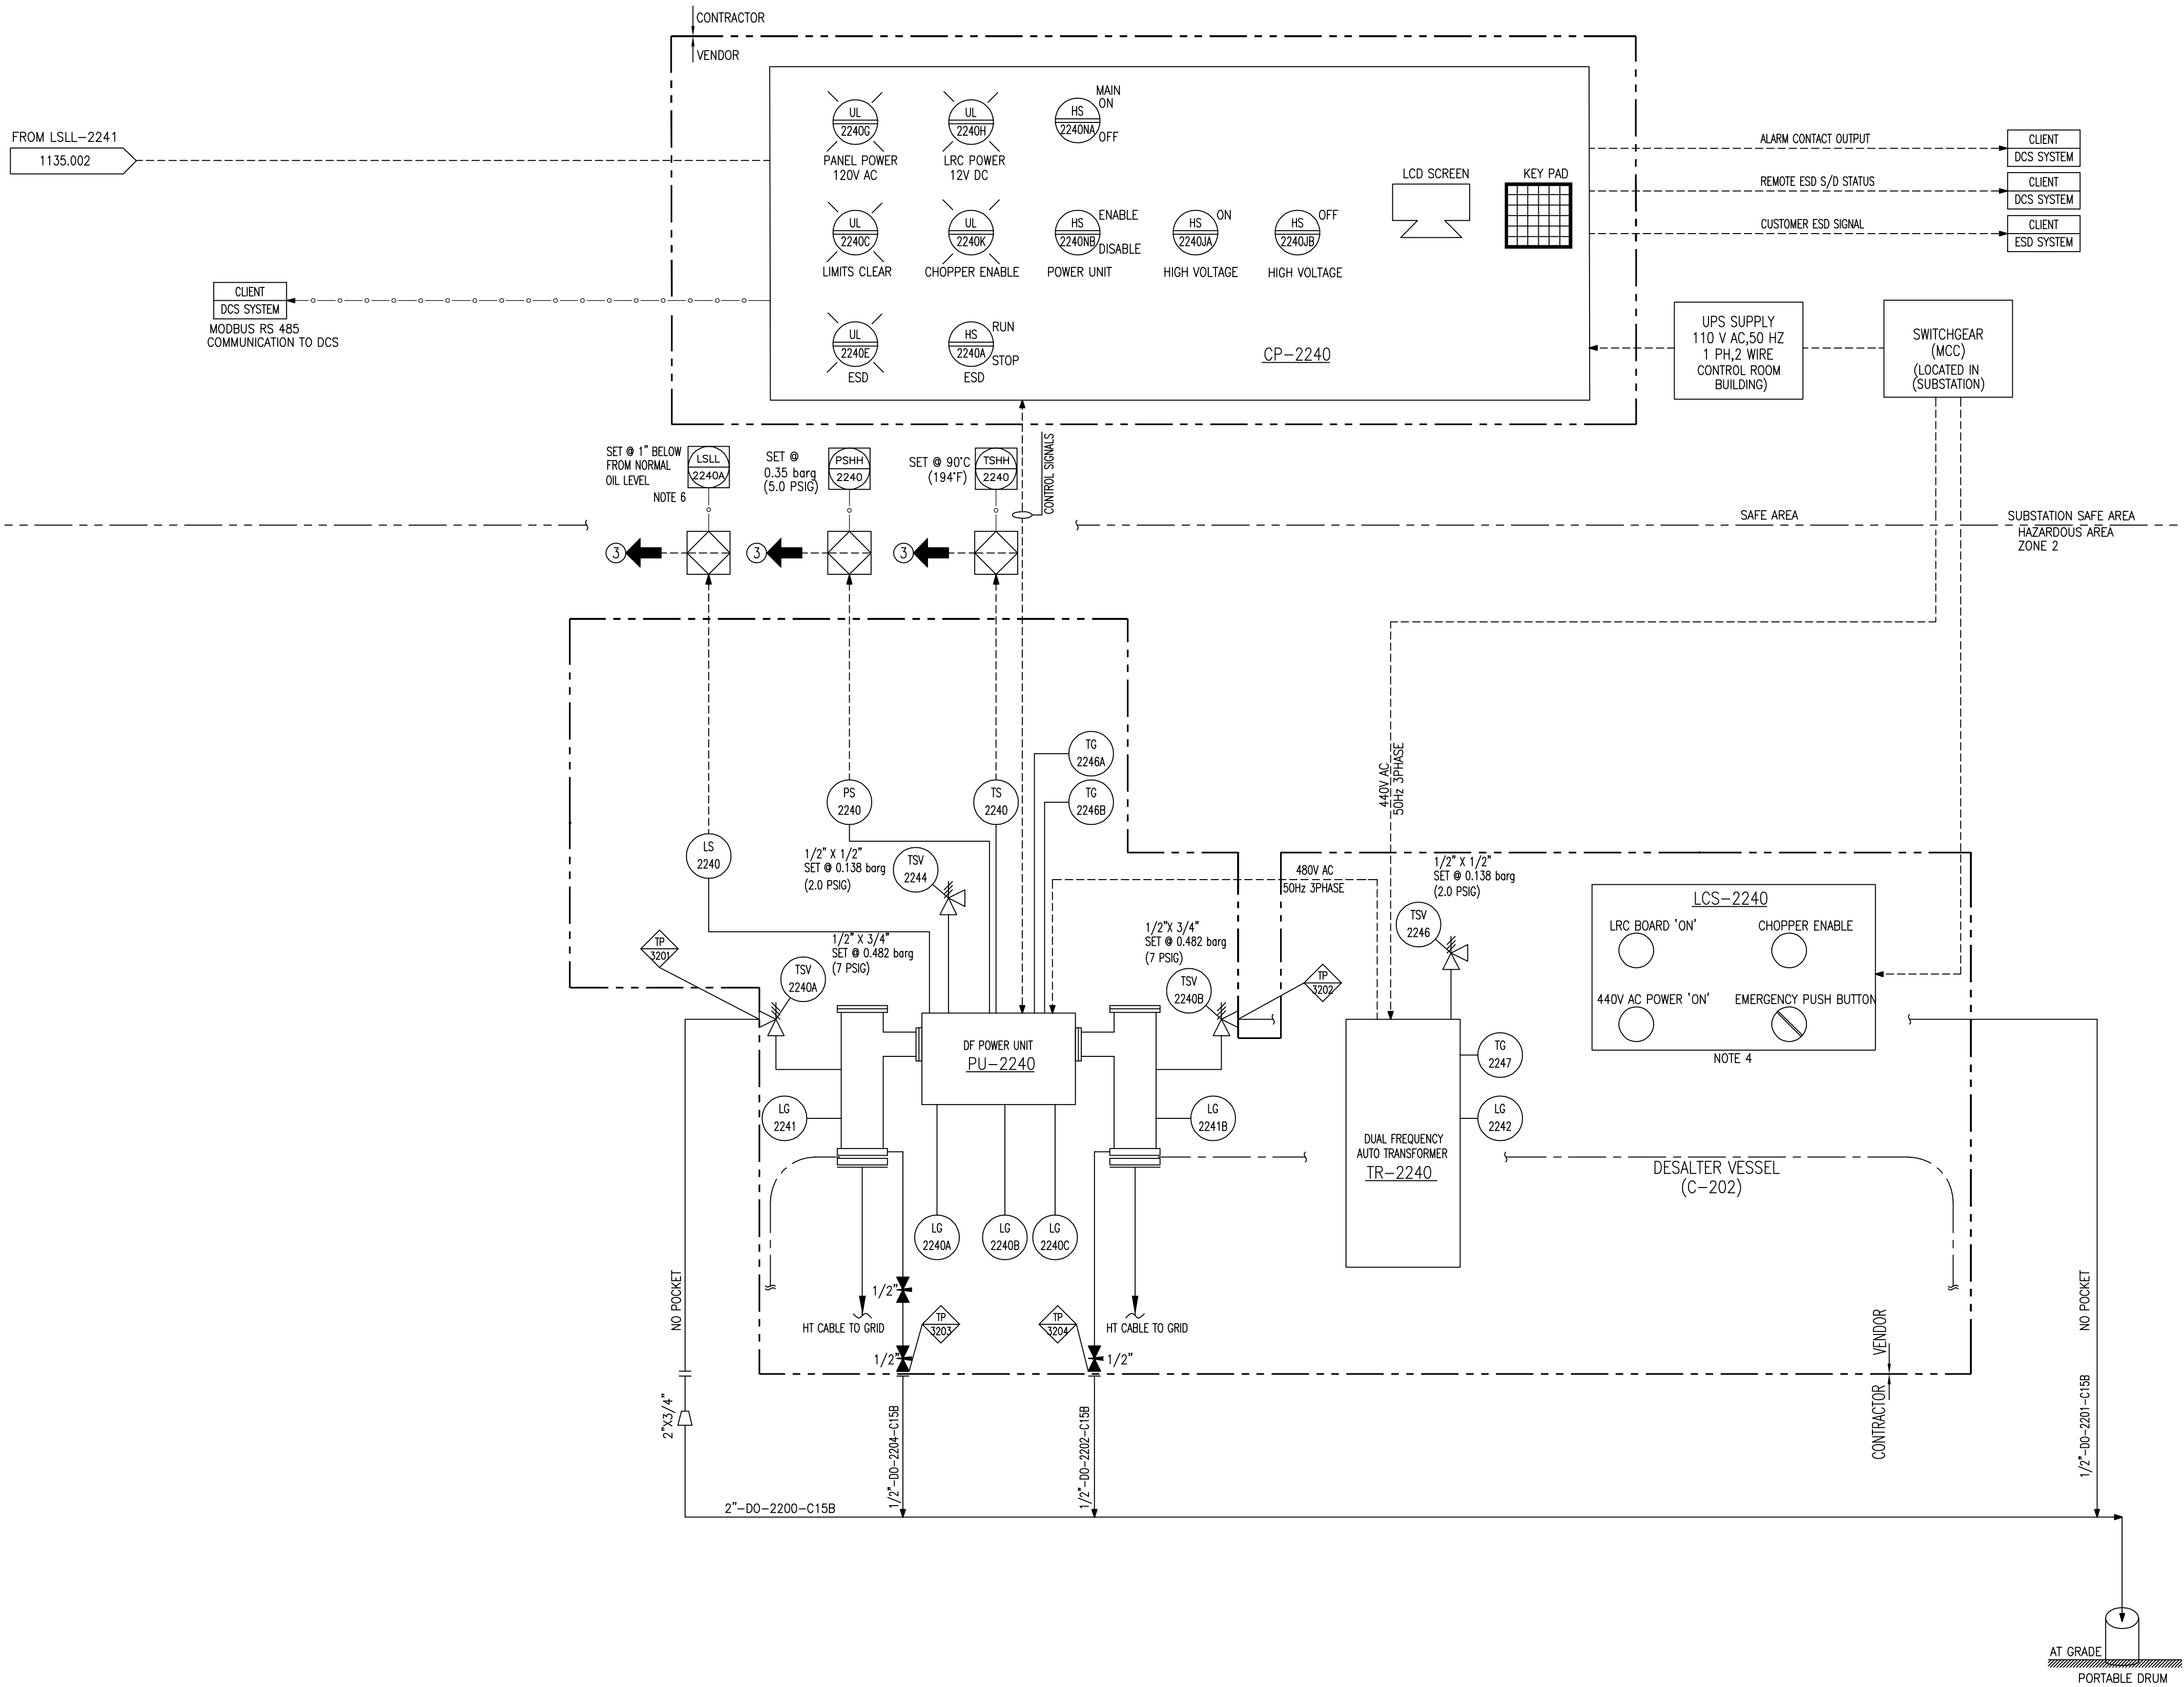 CONTRACTOR
VENDOR
FROM LSLL-2241
1135.002
UL
2240G
PANEL POWER
120V AC
UL
2240H
LRC POWER
12V DC
HS
2240NA
MAIN
ON
OFF
UL
2240C
LIMITS CLEAR
UL
2240K
CHOPPER ENABLE
HS
2240NB
ENABLE
DISABLE
POWER UNIT
HS
2240JA
ON
HIGH VOLTAGE
HS
2240JB
OFF
HIGH VOLTAGE
LCD SCREEN
KEY PAD
UL
2240E
ESD
HS
2240A
RUN
STOP
ESD
CP-2240
ALARM CONTACT OUTPUT
CLIENT
DCS SYSTEM
REMOTE ESD S/D STATUS
CLIENT
DCS SYSTEM
CUSTOMER ESD SIGNAL
CLIENT
ESD SYSTEM
CLIENT
DCS SYSTEM
MODBUS RS 485
COMMUNICATION TO DCS
UPS SUPPLY
110 V AC,50 HZ
1 PH,2 WIRE
CONTROL ROOM
BUILDING)
SWITCHGEAR
(MCC)
(LOCATED IN
(SUBSTATION)
SET @ 1" BELOW
FROM NORMAL
OIL LEVEL
NOTE 6
LSLL
2240A
SET @
0.35 barg
(5.0 PSIG)
PSHH
2240
SET @ 90°C
(194°F)
TSHH
2240
CONTROL SIGNALS
SAFE AREA
SUBSTATION SAFE AREA
HAZARDOUS AREA
ZONE 2
3
3
3
TG
2246A
TG
2246B
PS
2240
TS
2240
LS
2240
440V AC
50Hz 3PHASE
1/2" X 1/2"
SET @ 0.138 barg
(2.0 PSIG)
TSV
2244
480V AC
50Hz 3PHASE
1/2" X 1/2"
SET @ 0.138 barg
(2.0 PSIG)
TSV
2246
LCS-2240
LRC BOARD 'ON'
CHOPPER ENABLE
440V AC POWER 'ON'
EMERGENCY PUSH BUTTON
NOTE 4
TP
3201
TSV
2240A
1/2" X 3/4"
SET @ 0.482 barg
(7 PSIG)
1/2"X 3/4"
SET @ 0.482 barg
(7 PSIG)
TSV
2240B
TP
3202
DF POWER UNIT
PU-2240
TG
2247
LG
2241
LG
2241B
LG
2242
DUAL FREQUENCY
AUTO TRANSFORMER
TR-2240
DESALTER VESSEL
(C-202)
LG
2240A
LG
2240B
LG
2240C
NO POCKET
1/2"
HT CABLE TO GRID
TP
3203
TP
3204
HT CABLE TO GRID
1/2"
1/2"
VENDOR
CONTRACTOR
NO POCKET
2"X3/4"
1/2"-DO-2204-C15B
1/2"-DO-2202-C15B
1/2"-DO-2201-C15B
2"-DO-2200-C15B
AT GRADE
PORTABLE DRUM